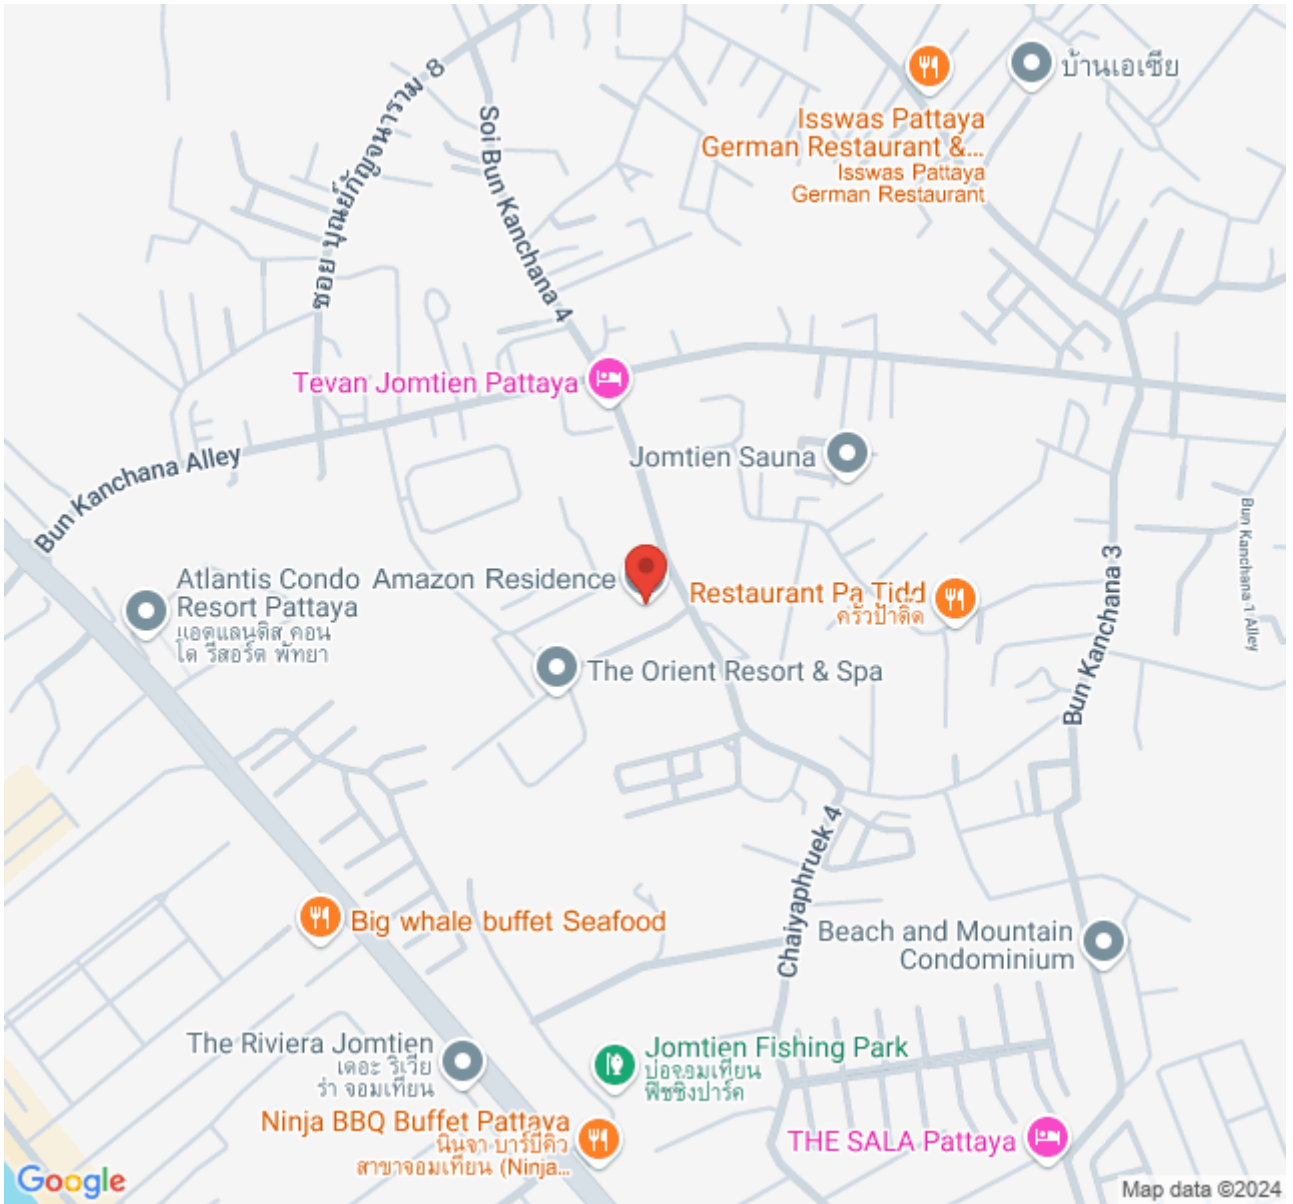 บ้านเอเซีย
ซอย บุณย์กัญจนาราม 8
Soi Bun Kanchana 4
Isswas Pattaya
German Restaurant &...
Isswas Pattaya
German Restaurant
Tevan Jomtien Pattaya
Bun Kanchana Alley
Jomtien Sauna
Bun Kanchana 3
Bun Kanchana 1 Alley
Atlantis Condo
Resort Pattaya
แอตแลนติส คอน
โด รีสอร์ต พัทยา
Amazon Residence
Restaurant Pa Tidd
ครัวป้าติ๊ด
The Orient Resort & Spa
Chaiyaphruek 4
Big whale buffet Seafood
Beach and Mountain
Condominium
The Riviera Jomtien
เดอะ ริเวีย
ร่า จอมเทียน
Jomtien Fishing Park
บ่อจอมเทียน
ฟิชชิ่งปาร์ค
Ninja BBQ Buffet Pattaya
นินจา บาร์บีคิว
สาขาจอมเทียน (Ninja...
THE SALA Pattaya
Google
Map data ©2024